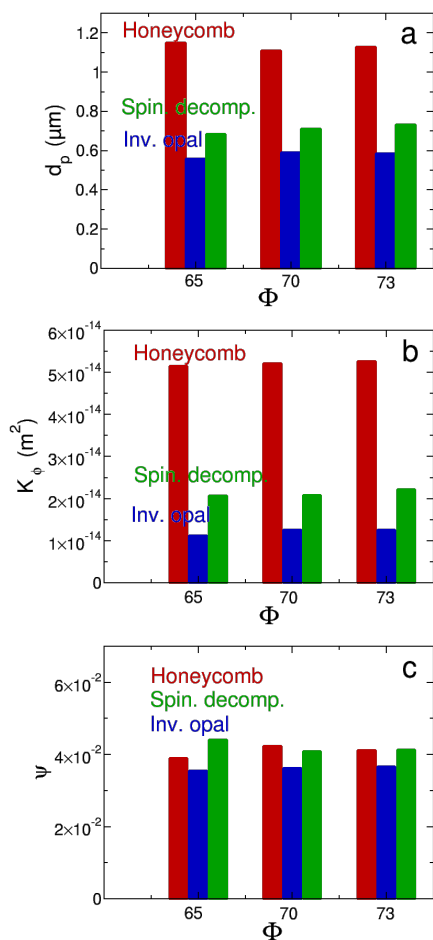 a
Honeycomb
Spin. decomp.
Inv. opal
d_p (μm)
1.2
1
0.8
0.6
0.4
0.2
0
65 70 73
Φ
b
Honeycomb
Spin. decomp.
Inv. opal
K_ϕ (m²)
6×10⁻¹⁴
5×10⁻¹⁴
4×10⁻¹⁴
3×10⁻¹⁴
2×10⁻¹⁴
1×10⁻¹⁴
0
65 70 73
Φ
c
Honeycomb
Spin. decomp.
Inv. opal
ψ
6×10⁻²
4×10⁻²
2×10⁻²
0
65 70 73
Φ